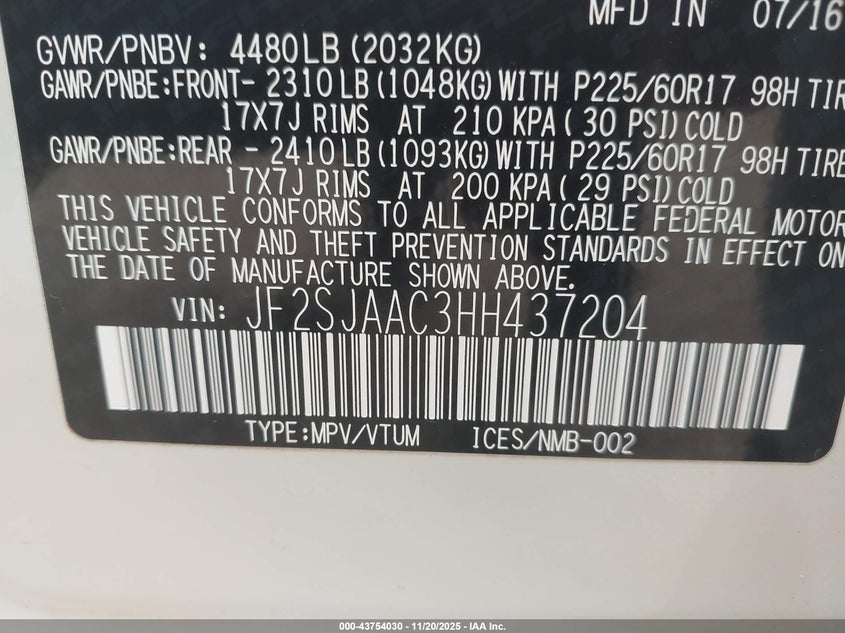 MFD IN 07/16
GVWR/PNBV: 4480LB (2032KG)
GAWR/PNBE:FRONT- 2310LB (1048KG) WITH P225/60R17 98H TIRE
17X7J RIMS AT 210 KPA ( 30 PSI) COLD
GAWR/PNBE:REAR - 2410LB (1093KG) WITH P225/60R17 98H TIRE
17X7J RIMS AT 200 KPA ( 29 PSI) COLD
THIS VEHICLE CONFORMS TO ALL APPLICABLE FEDERAL MOTOR
VEHICLE SAFETY AND THEFT PREVENTION STANDARDS IN EFFECT ON
THE DATE OF MANUFACTURE SHOWN ABOVE.
VIN: JF2SJAAC3HH437204
TYPE:MPV/VTUM ICES/NMB-002
000-43754030 - 11/20/2025 - IAA Inc.